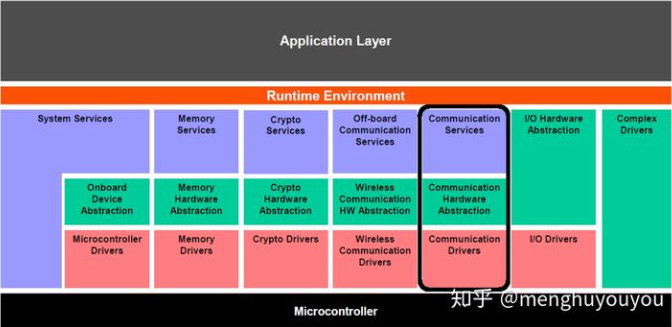 Application Layer
Runtime Environment
System Services
Memory
Services
Crypto
Services
Off-board
Communication
Services
Communication
Services
I/O Hardware
Abstraction
Complex
Drivers
Onboard
Device
Abstraction
Memory
Hardware
Abstraction
Crypto
Hardware
Abstraction
Wireless
Communication
HW Abstraction
Communication
Hardware
Abstraction
Microcontroller
Drivers
Memory
Drivers
Crypto Drivers
Wireless
Communication
Drivers
Communication
Drivers
I/O Drivers
Microcontroller
知乎 @menghuyouyou